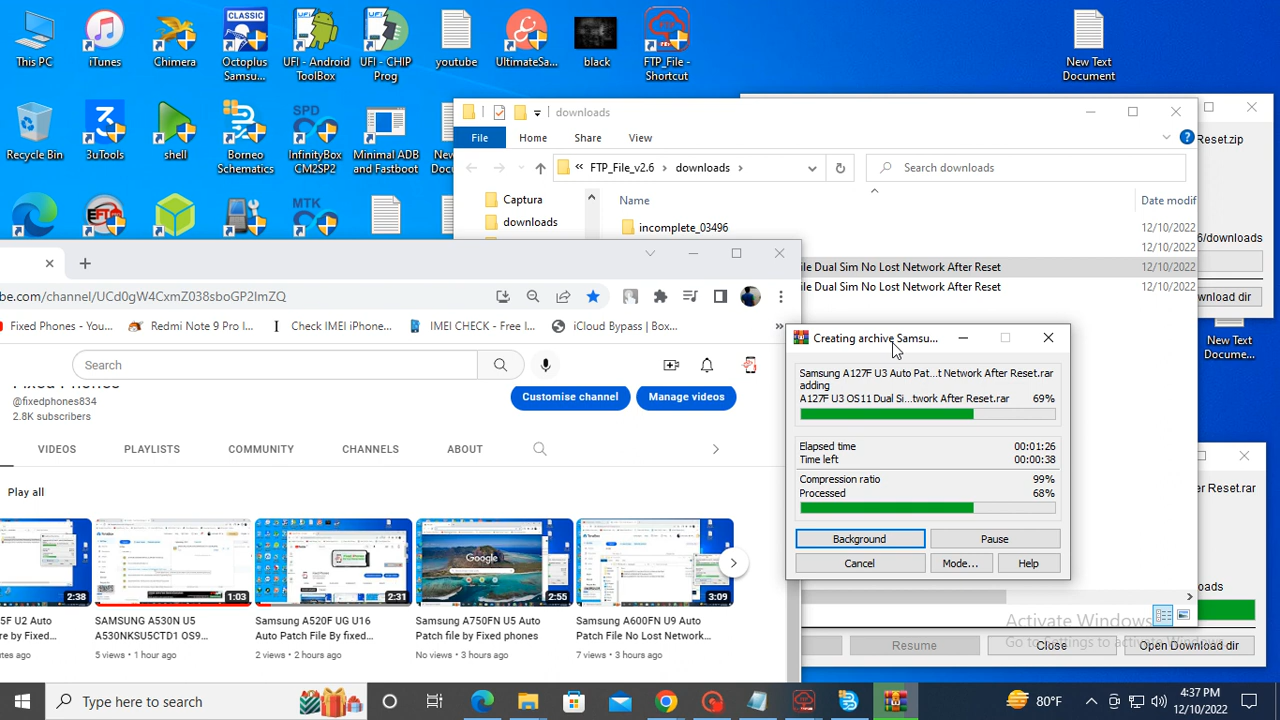 This PC
iTunes
Chimera
Octoplus
Samsu...
UFI - Android
ToolBox
UFI - CHIP
Prog
youtube
UltimateSa...
black
FTP_File -
Shortcut
New Text
Document
Recycle Bin
3uTools
shell
Borneo
Schematics
InfinityBox
CM2SP2
Minimal ADB
and Fastboot
downloads
File
Home
Share
View
Reset.zip
FTP_File_v2.6
downloads
Search downloads
Captura
downloads
Name
Date modif
incomplete_03496
12/10/2022
12/10/2022
ile Dual Sim No Lost Network After Reset
12/10/2022
ile Dual Sim No Lost Network After Reset
12/10/2022
6/downloads
wnload dir
New Text
Docume...
be.com/channel/UCd0gW4CxmZ038sboGP2ImZQ
Fixed Phones - You...
Redmi Note 9 Pro I...
Check IMEI iPhone...
IMEI CHECK - Free I...
iCloud Bypass | Box...
Search
@fixedphones834
2.8K subscribers
Customise channel
Manage videos
VIDEOS
PLAYLISTS
COMMUNITY
CHANNELS
ABOUT
Play all
2:38
1:03
2:31
Google
2:55
3:09
5F U2 Auto
re by Fixed...
SAMSUNG A530N U5
A530NKSU5CTD1 OS9...
5 views • 1 hour ago
Samsung A520F UG U16
Auto Patch File By fixed...
2 views • 2 hours ago
Samsung A750FN U5 Auto
Patch file by Fixed phones
No views • 3 hours ago
Samsung A600FN U9 Auto
Patch File No Lost Network...
7 views • 3 hours ago
Creating archive Samsu...
Samsung A127F U3 Auto Pat...t Network After Reset.rar
adding
A127F U3 OS11 Dual Si...twork After Reset.rar
69%
Elapsed time
00:01:26
Time left
00:00:38
Compression ratio
99%
Processed
68%
Background
Pause
Cancel
Mode...
Help
er Reset.rar
Activate Windows
Go to Settings to activate
Resume
Close
Open Download dir
Type here to search
80°F
4:37 PM
12/10/2022